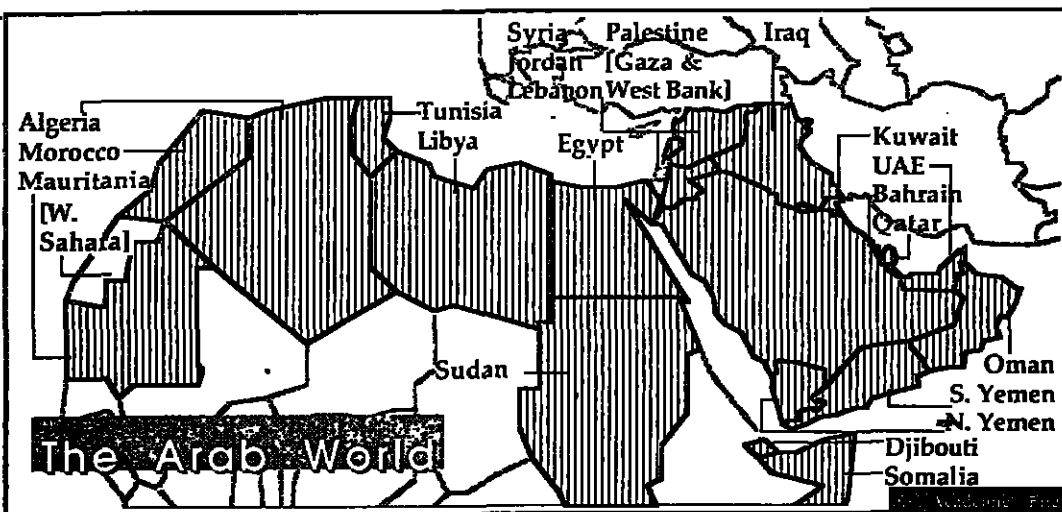 Syria Palestine Iraq
Jordan [Gaza &
Lebanon West Bank]
Algeria
Morocco
Mauritania
[W.
Sahara]
Tunisia
Libya
Egypt
Kuwait
UAE
Bahrain
Qatar
Sudan
Oman
S. Yemen
N. Yemen
Djibouti
Somalia
The Arab World
Academic